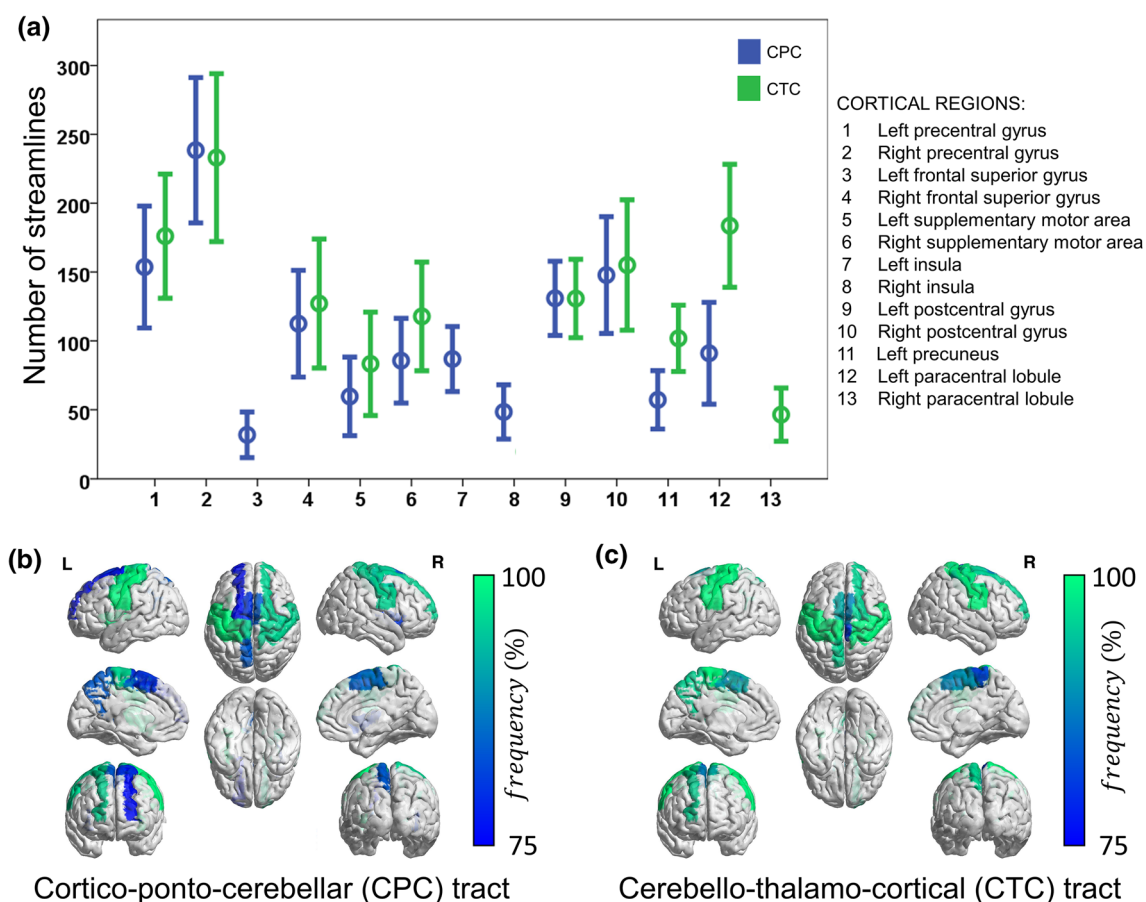 (a)
Number of streamlines
300
250
200
150
100
50
0
1 2 3 4 5 6 7 8 9 10 11 12 13
CPC
CTC
CORTICAL REGIONS:
1 Left precentral gyrus
2 Right precentral gyrus
3 Left frontal superior gyrus
4 Right frontal superior gyrus
5 Left supplementary motor area
6 Right supplementary motor area
7 Left insula
8 Right insula
9 Left postcentral gyrus
10 Right postcentral gyrus
11 Left precuneus
12 Left paracentral lobule
13 Right paracentral lobule
(b)
L
R
100
frequency (%)
75
Cortico-ponto-cerebellar (CPC) tract
(c)
L
R
100
frequency (%)
75
Cerebello-thalamo-cortical (CTC) tract